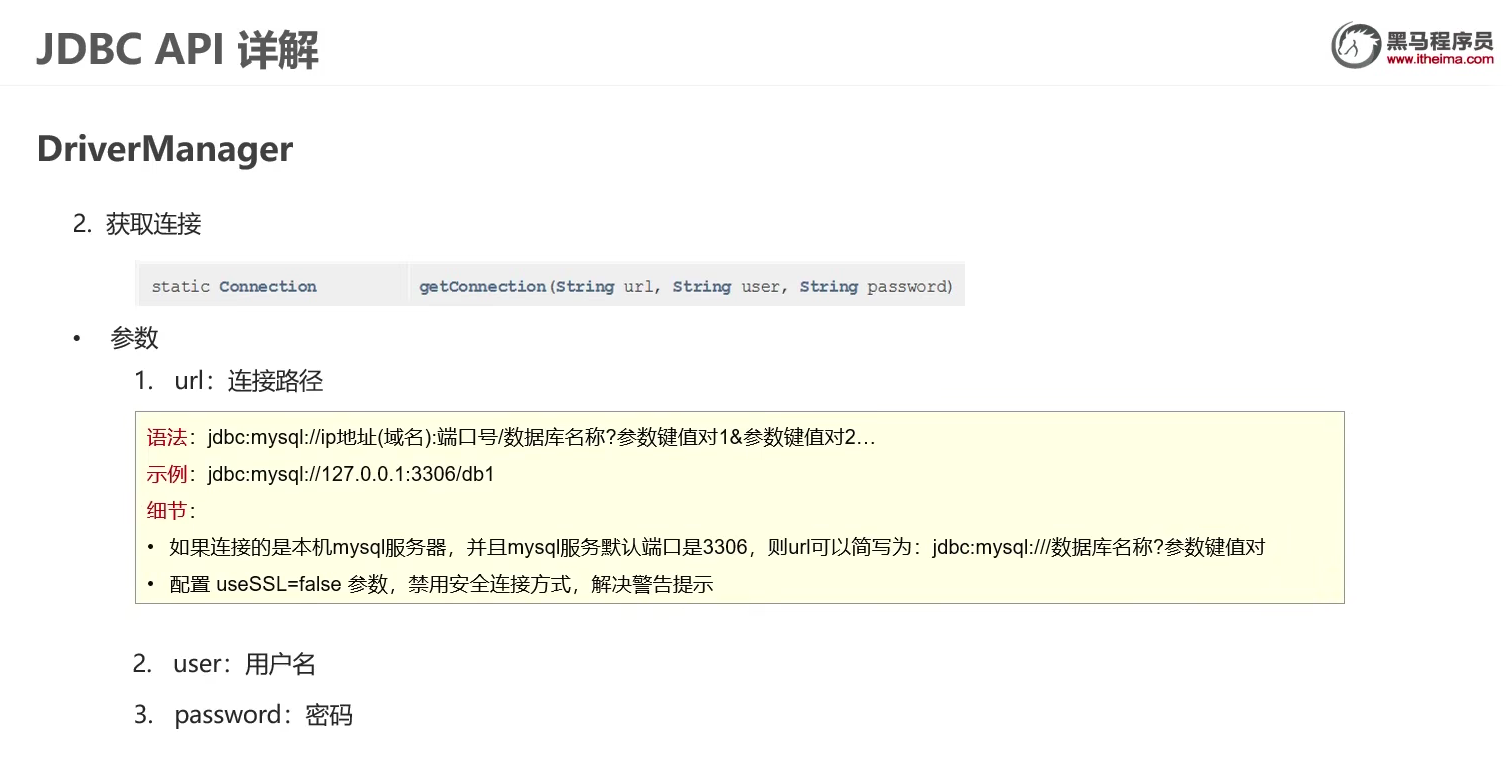 JDBC API 详解
黑马程序员
www.itheima.com
DriverManager
2. 获取连接
static Connection getConnection(String url, String user, String password)
• 参数
1. url：连接路径
语法：jdbc:mysql://ip地址(域名):端口号/数据库名称?参数键值对1&参数键值对2…
示例：jdbc:mysql://127.0.0.1:3306/db1
细节：
• 如果连接的是本机mysql服务器，并且mysql服务默认端口是3306，则url可以简写为：jdbc:mysql:///数据库名称?参数键值对
• 配置 useSSL=false 参数，禁用安全连接方式，解决警告提示
2. user：用户名
3. password：密码